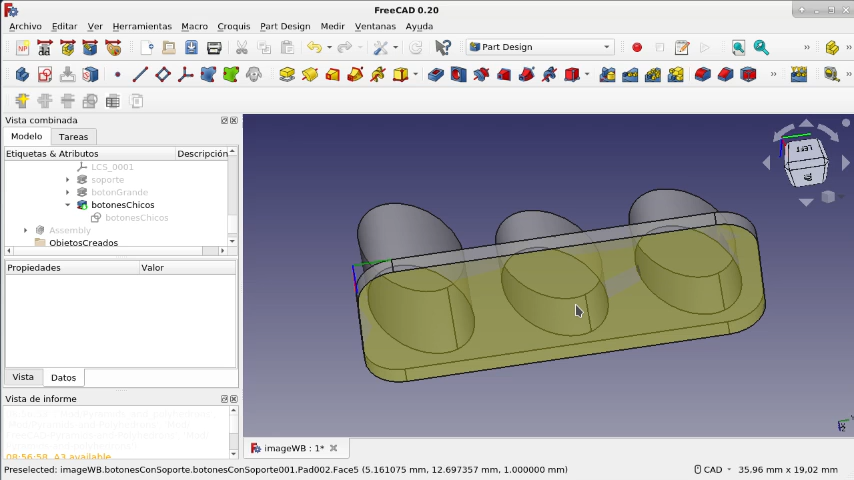 FreeCAD 0.20
Archivo Editar Ver Herramientas Macro Croquis Part Design Medir Ventanas Ayuda
Part Design
Vista combinada
Modelo Tareas
Etiquetas & Atributos Descripción
LCS_0001
soporte
botonGrande
botonesChicos
botonesChicos
Assembly
ObjetosCreados
Propiedades Valor
Vista Datos
Vista de informe
08:56:58 A3 available
LEFT
imageWB : 1*
Preselected: imageWB.botonesConSoporte.botonesConSoporte001.Pad002.Face5 (5.161075 mm, 12.697357 mm, 1.000000 mm)
CAD 35.96 mm x 19,02 mm